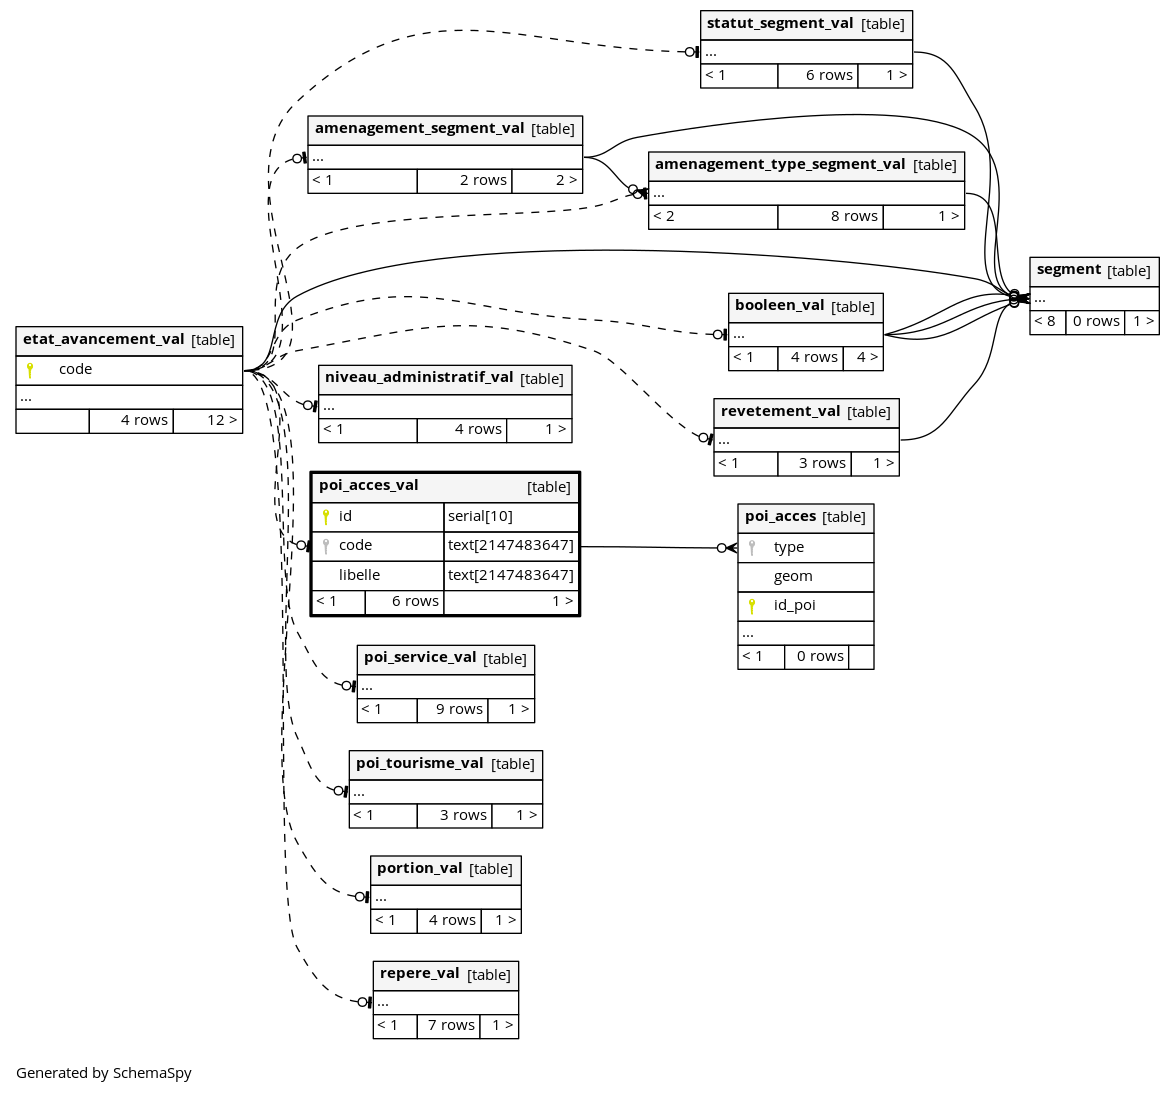 statut_segment_val [table]
...
< 1 6 rows 1 >
amenagement_segment_val [table]
...
< 1 2 rows 2 >
amenagement_type_segment_val [table]
...
< 2 8 rows 1 >
segment [table]
...
< 8 0 rows 1 >
booleen_val [table]
...
< 1 4 rows 4 >
etat_avancement_val [table]
code
...
4 rows 12 >
niveau_administratif_val [table]
...
< 1 4 rows 1 >
revetement_val [table]
...
< 1 3 rows 1 >
poi_acces_val [table]
id serial[10]
code text[2147483647]
libelle text[2147483647]
< 1 6 rows 1 >
poi_acces [table]
type
geom
id_poi
...
< 1 0 rows
poi_service_val [table]
...
< 1 9 rows 1 >
poi_tourisme_val [table]
...
< 1 3 rows 1 >
portion_val [table]
...
< 1 4 rows 1 >
repere_val [table]
...
< 1 7 rows 1 >
Generated by SchemaSpy